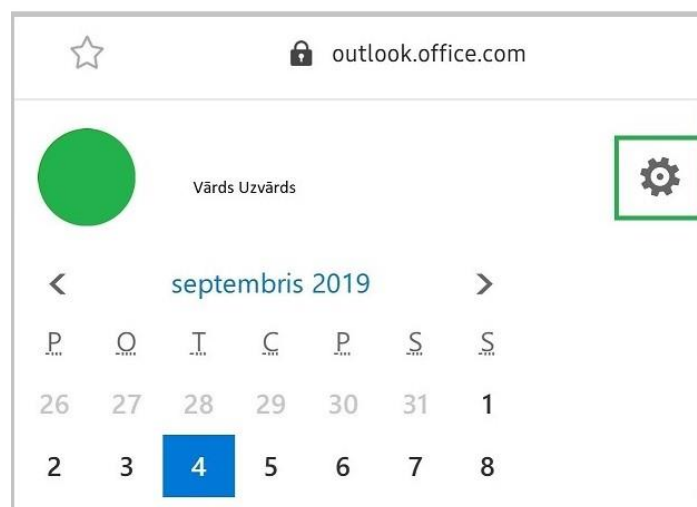 outlook.office.com
Vārds Uzvārds
< septembris 2019 >
P O T C P S S
26 27 28 29 30 31 1
2 3 4 5 6 7 8